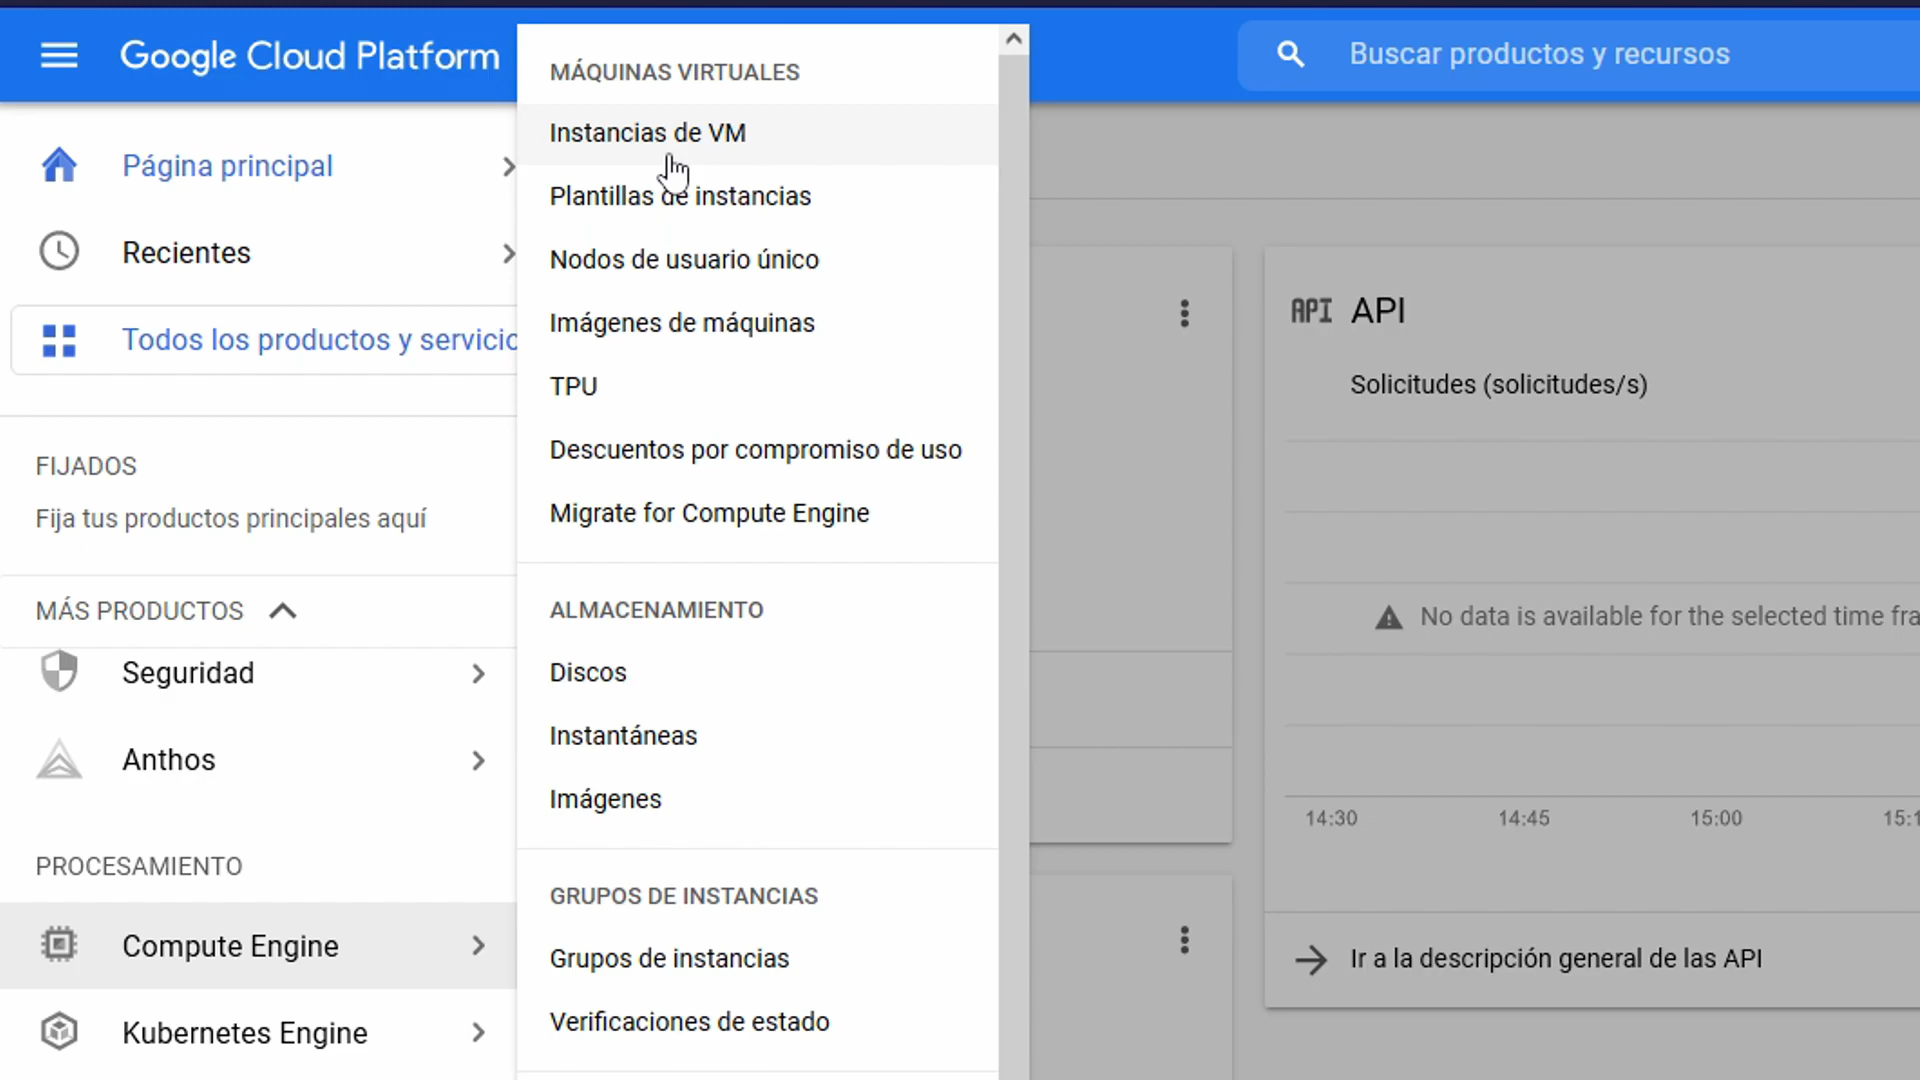 Google Cloud Platform
Buscar productos y recursos
Página principal
Recientes
Todos los productos y servicio
FIJADOS
Fija tus productos principales aquí
MÁS PRODUCTOS
Seguridad
Anthos
PROCESAMIENTO
Compute Engine
Kubernetes Engine
MÁQUINAS VIRTUALES
Instancias de VM
Plantillas de instancias
Nodos de usuario único
Imágenes de máquinas
TPU
Descuentos por compromiso de uso
Migrate for Compute Engine
ALMACENAMIENTO
Discos
Instantáneas
Imágenes
GRUPOS DE INSTANCIAS
Grupos de instancias
Verificaciones de estado
API API
Solicitudes (solicitudes/s)
No data is available for the selected time fra
14:30 14:45 15:00 15:1
Ir a la descripción general de las API